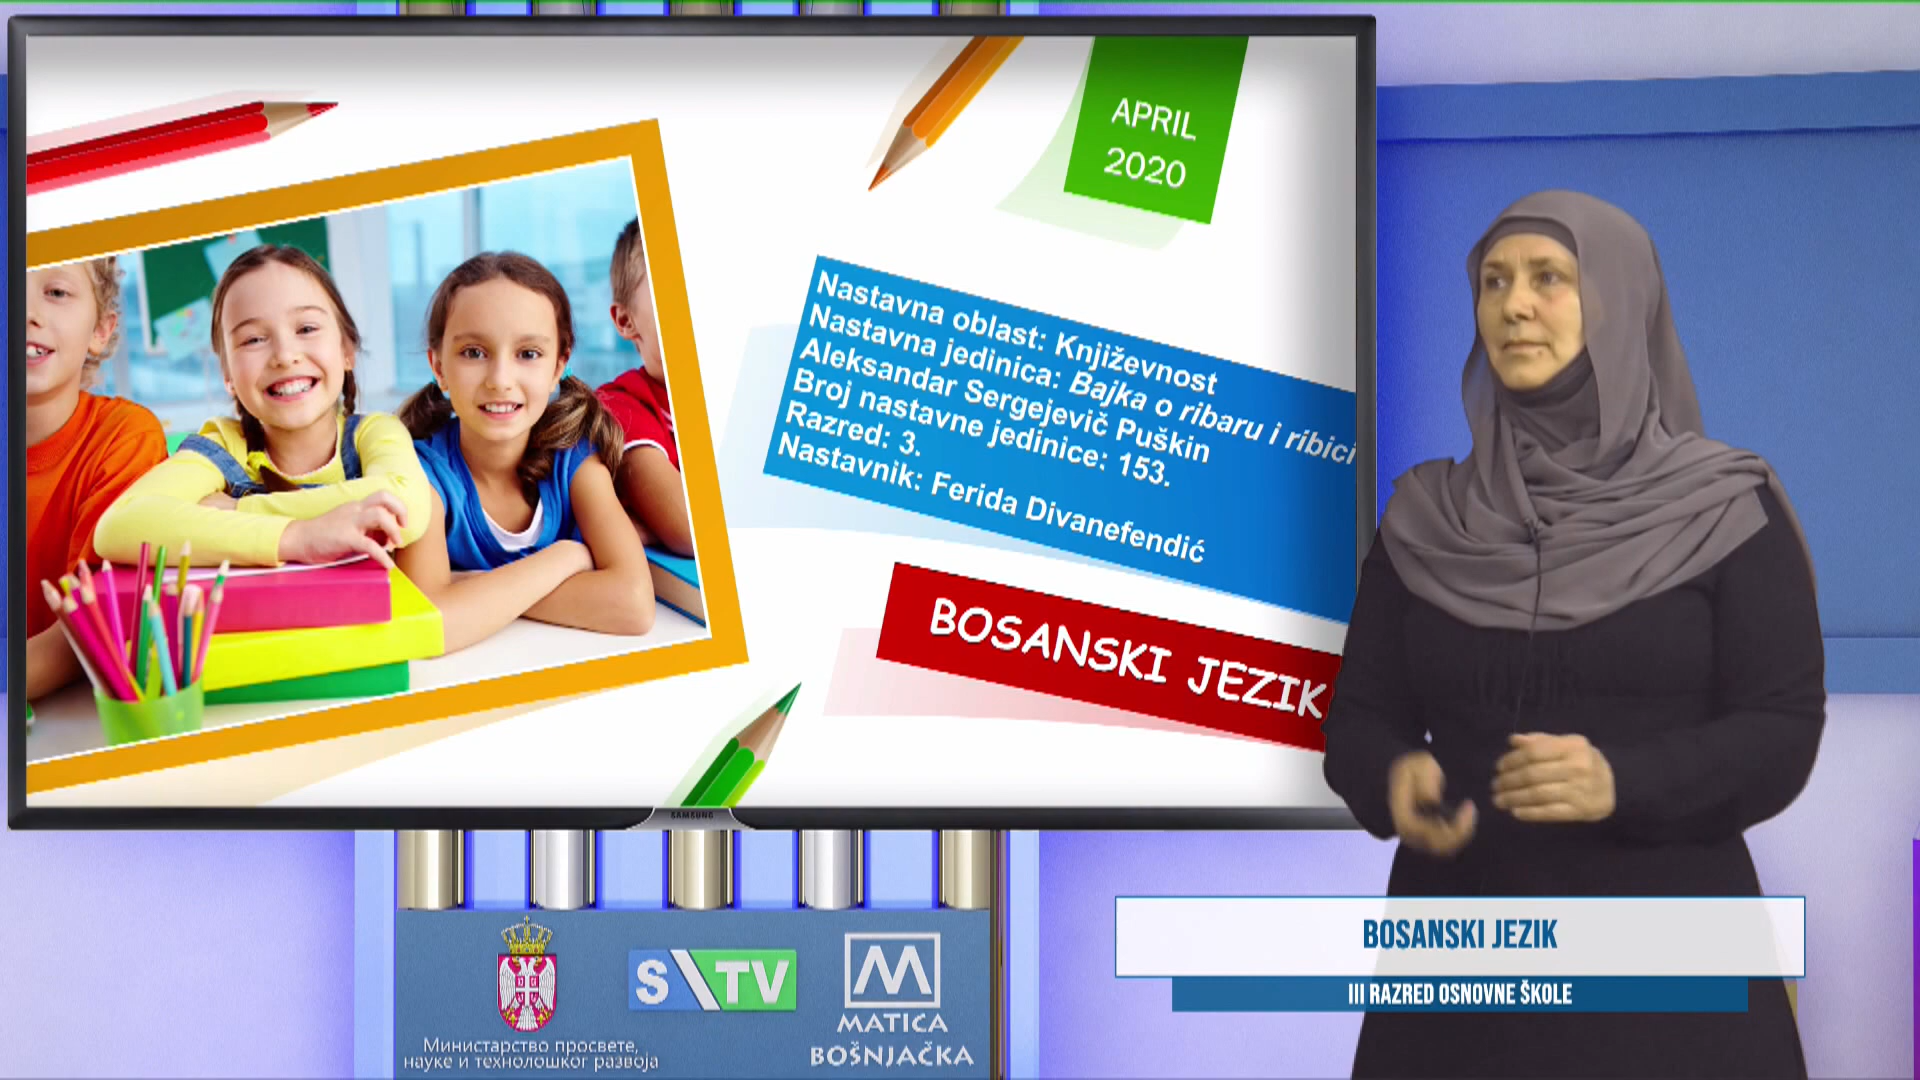 APRIL
2020
Nastavna oblast: Književnost
Nastavna jedinica: Bajka o ribaru i ribici
Aleksandar Sergejevič Puškin
Broj nastavne jedinice: 153.
Razred: 3.
Nastavnik: Ferida Divanefendić
BOSANSKI JEZIK
SAMSUNG
Министарство просвете,
науке и технолошког развоја
S TV
MATICA
BOŠNJAČKA
BOSANSKI JEZIK
III RAZRED OSNOVNE ŠKOLE